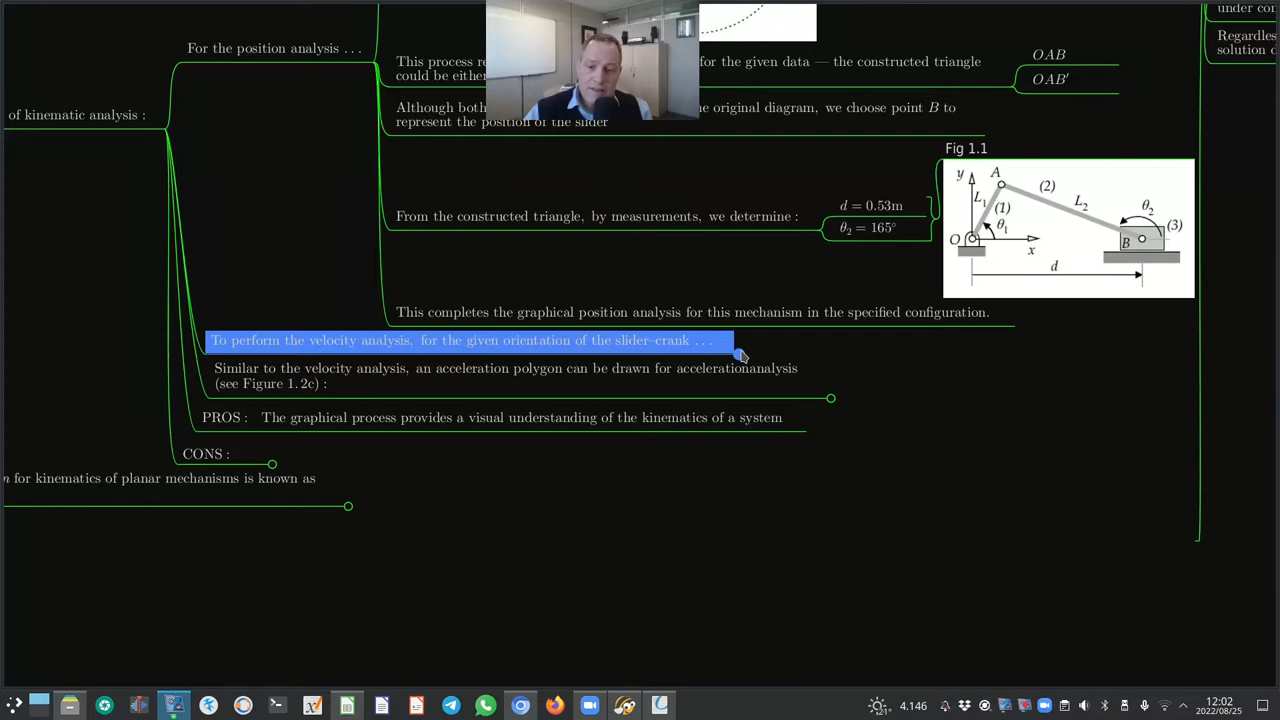 under con
Regardles
solution c
For the position analysis . . .
This process re
for the given data — the constructed triangle
could be either
OAB
OAB′
Although both
e original diagram, we choose point B to
represent the position of the slider
of kinematic analysis :
Fig 1.1
y
A
(2)
L₁
(1)
L₂
θ₂
(3)
O
θ₁
B
x
d
From the constructed triangle, by measurements, we determine :
d = 0.53m
θ₂ = 165°
This completes the graphical position analysis for this mechanism in the specified configuration.
To perform the velocity analysis, for the given orientation of the slider–crank . . .
Similar to the velocity analysis, an acceleration polygon can be drawn for accelerationanalysis
(see Figure 1.2c) :
PROS : The graphical process provides a visual understanding of the kinematics of a system
CONS :
n for kinematics of planar mechanisms is known as
4.146
12:02
2022/08/25